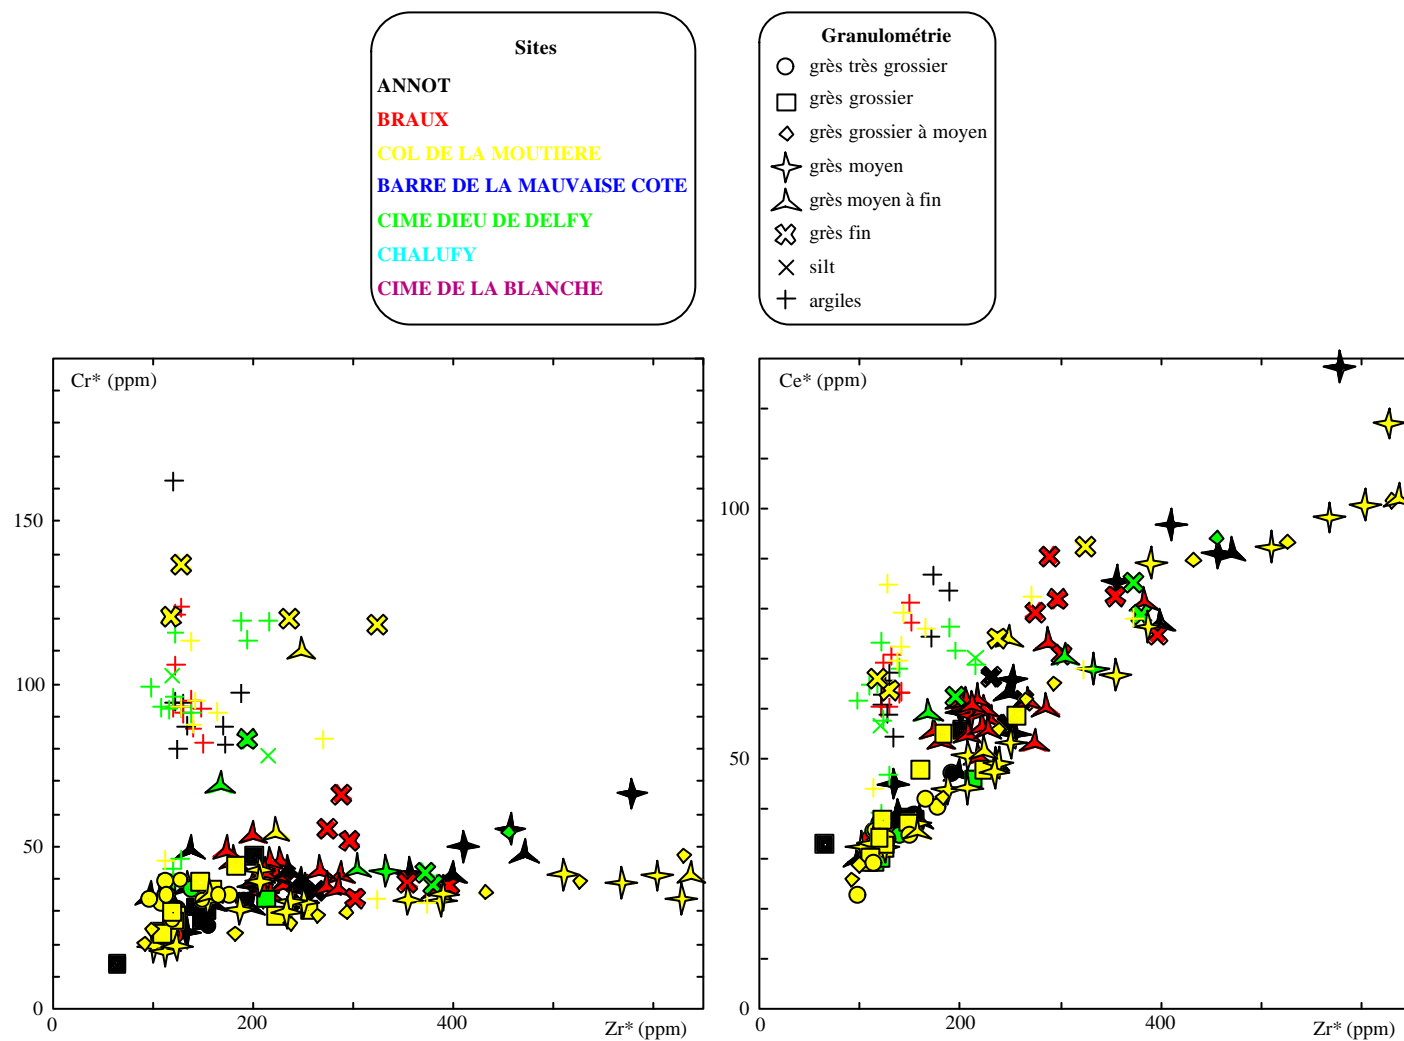 Sites
ANNOT
BRAUX
COL DE LA MOUTIERE
BARRE DE LA MAUVAISE COTE
CIME DIEU DE DELFY
CHALUFY
CIME DE LA BLANCHE
Granulométrie
grès très grossier
grès grossier
grès grossier à moyen
grès moyen
grès moyen à fin
grès fin
silt
argiles
Cr* (ppm)
150
100
50
0
0
200
400
Zr* (ppm)
Ce* (ppm)
100
50
0
0
200
400
Zr* (ppm)